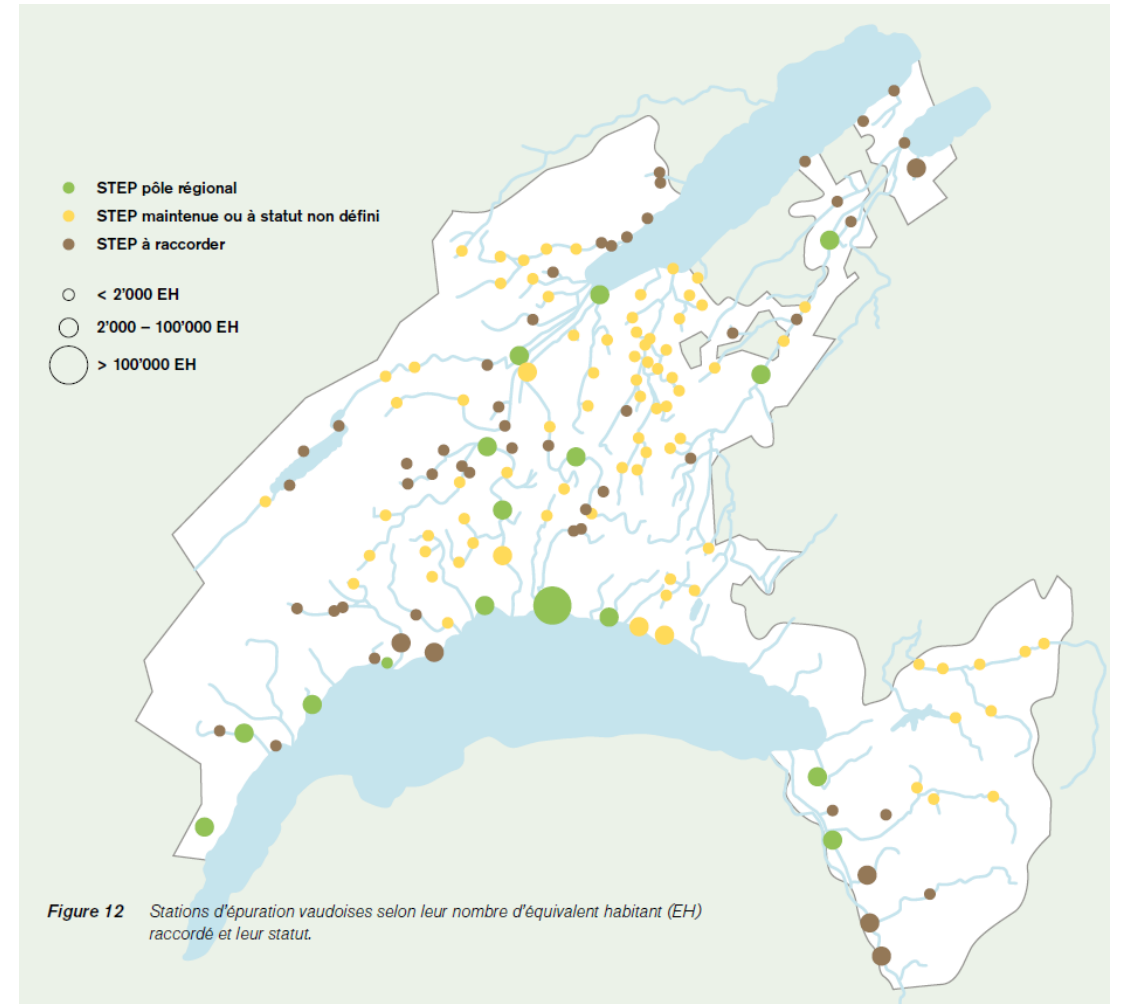 STEP pôle régional
STEP maintenue ou à statut non défini
STEP à raccorder
< 2'000 EH
2'000 – 100'000 EH
> 100'000 EH
Figure 12 Stations d'épuration vaudoises selon leur nombre d'équivalent habitant (EH)
raccordé et leur statut.